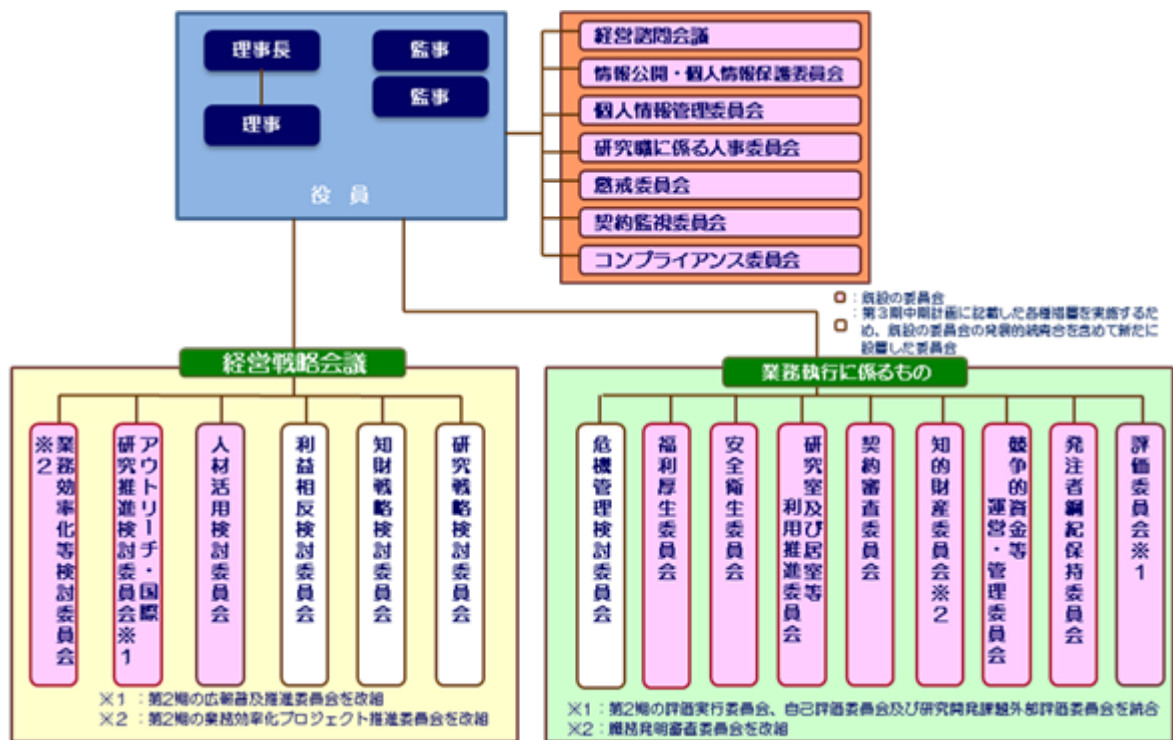 理事長
理事
監事
監事
役 員
経営諮問会議
情報公開・個人情報保護委員会
個人情報管理委員会
研究職に係る人事委員会
懲戒委員会
契約監視委員会
コンプライアンス委員会
：既設の委員会
：第３期中期計画に記載した各種措置を実施するた
め、既設の委員会の発展的統廃合を含めて新たに
設置した委員会
経営戦略会議
業務効率化等検討委員会
※２
アウトリーチ・国際
研究推進検討委員会※１
人材活用検討委員会
利益相反検討委員会
知財戦略検討委員会
研究戦略検討委員会
※１：第２期の広報普及推進委員会を改組
※２：第２期の業務効率化プロジェクト推進委員会を改組
業務執行に係るもの
危機管理検討委員会
福利厚生委員会
安全衛生委員会
研究室及び居室等
利用推進委員会
契約審査委員会
知的財産委員会※２
競争的資金等
運営・管理委員会
発注者綱紀保持委員会
評価委員会※１
※１：第２期の評価実行委員会、自己評価委員会及び研究開発課題外部評価委員会を統合
※２：職務発明審査委員会を改組